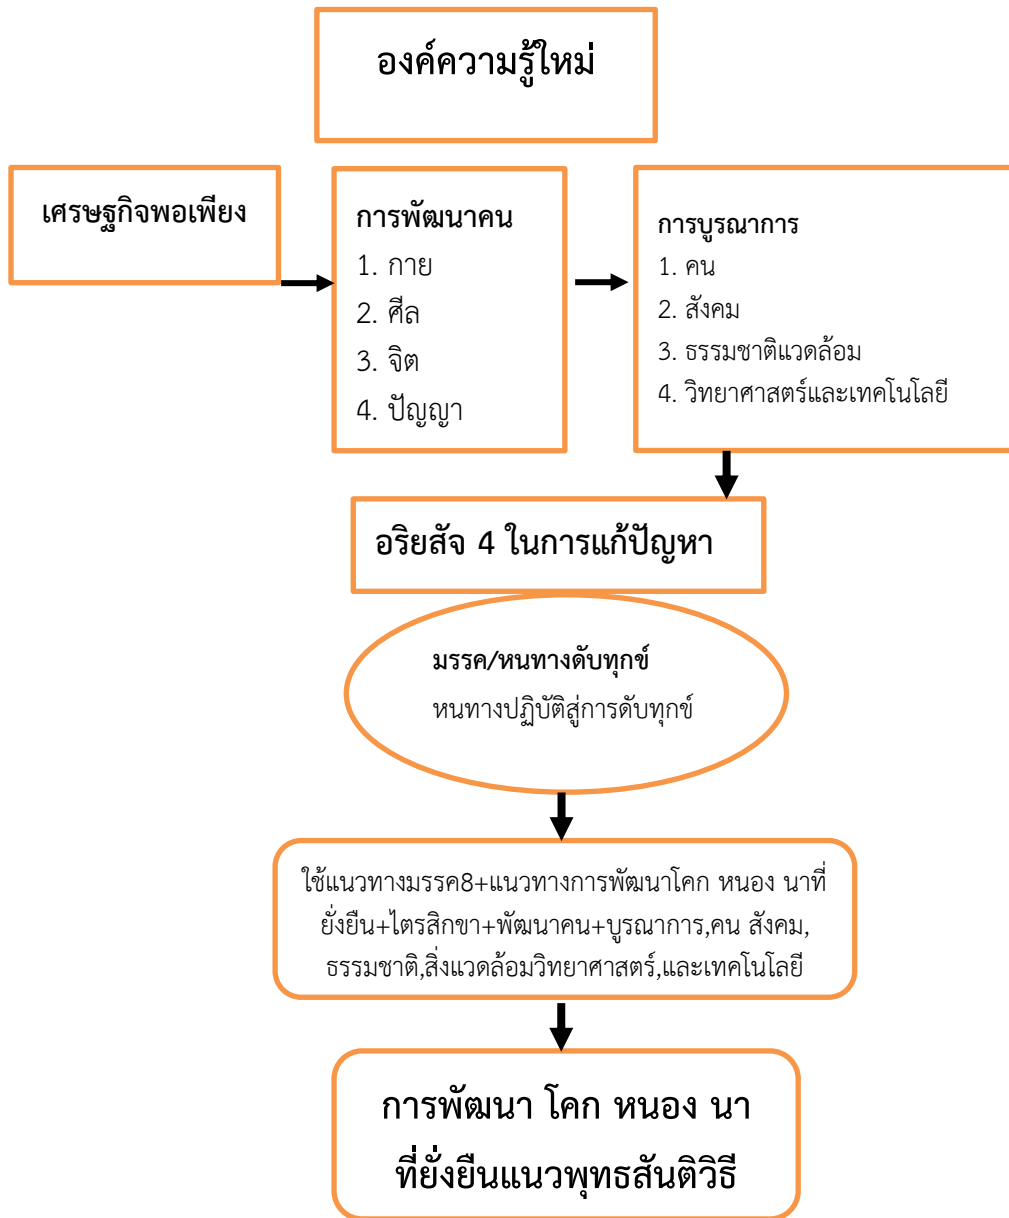 องค์ความรู้ใหม่
เศรษฐกิจพอเพียง
การพัฒนาคน
1. กาย
2. ศีล
3. จิต
4. ปัญญา
การบูรณาการ
1. คน
2. สังคม
3. ธรรมชาติแวดล้อม
4. วิทยาศาสตร์และเทคโนโลยี
อริยสัจ 4 ในการแก้ปัญหา
มรรค/หนทางดับทุกข์
หนทางปฏิบัติสู่การดับทุกข์
ใช้แนวทางมรรค8+แนวทางการพัฒนาโคก หนอง นาที่
ยั่งยืน+ไตรสิกขา+พัฒนาคน+บูรณาการ,คน สังคม,
ธรรมชาติ,สิ่งแวดล้อมวิทยาศาสตร์,และเทคโนโลยี
การพัฒนา โคก หนอง นา
ที่ยั่งยืนแนวพุทธสันติวิธี